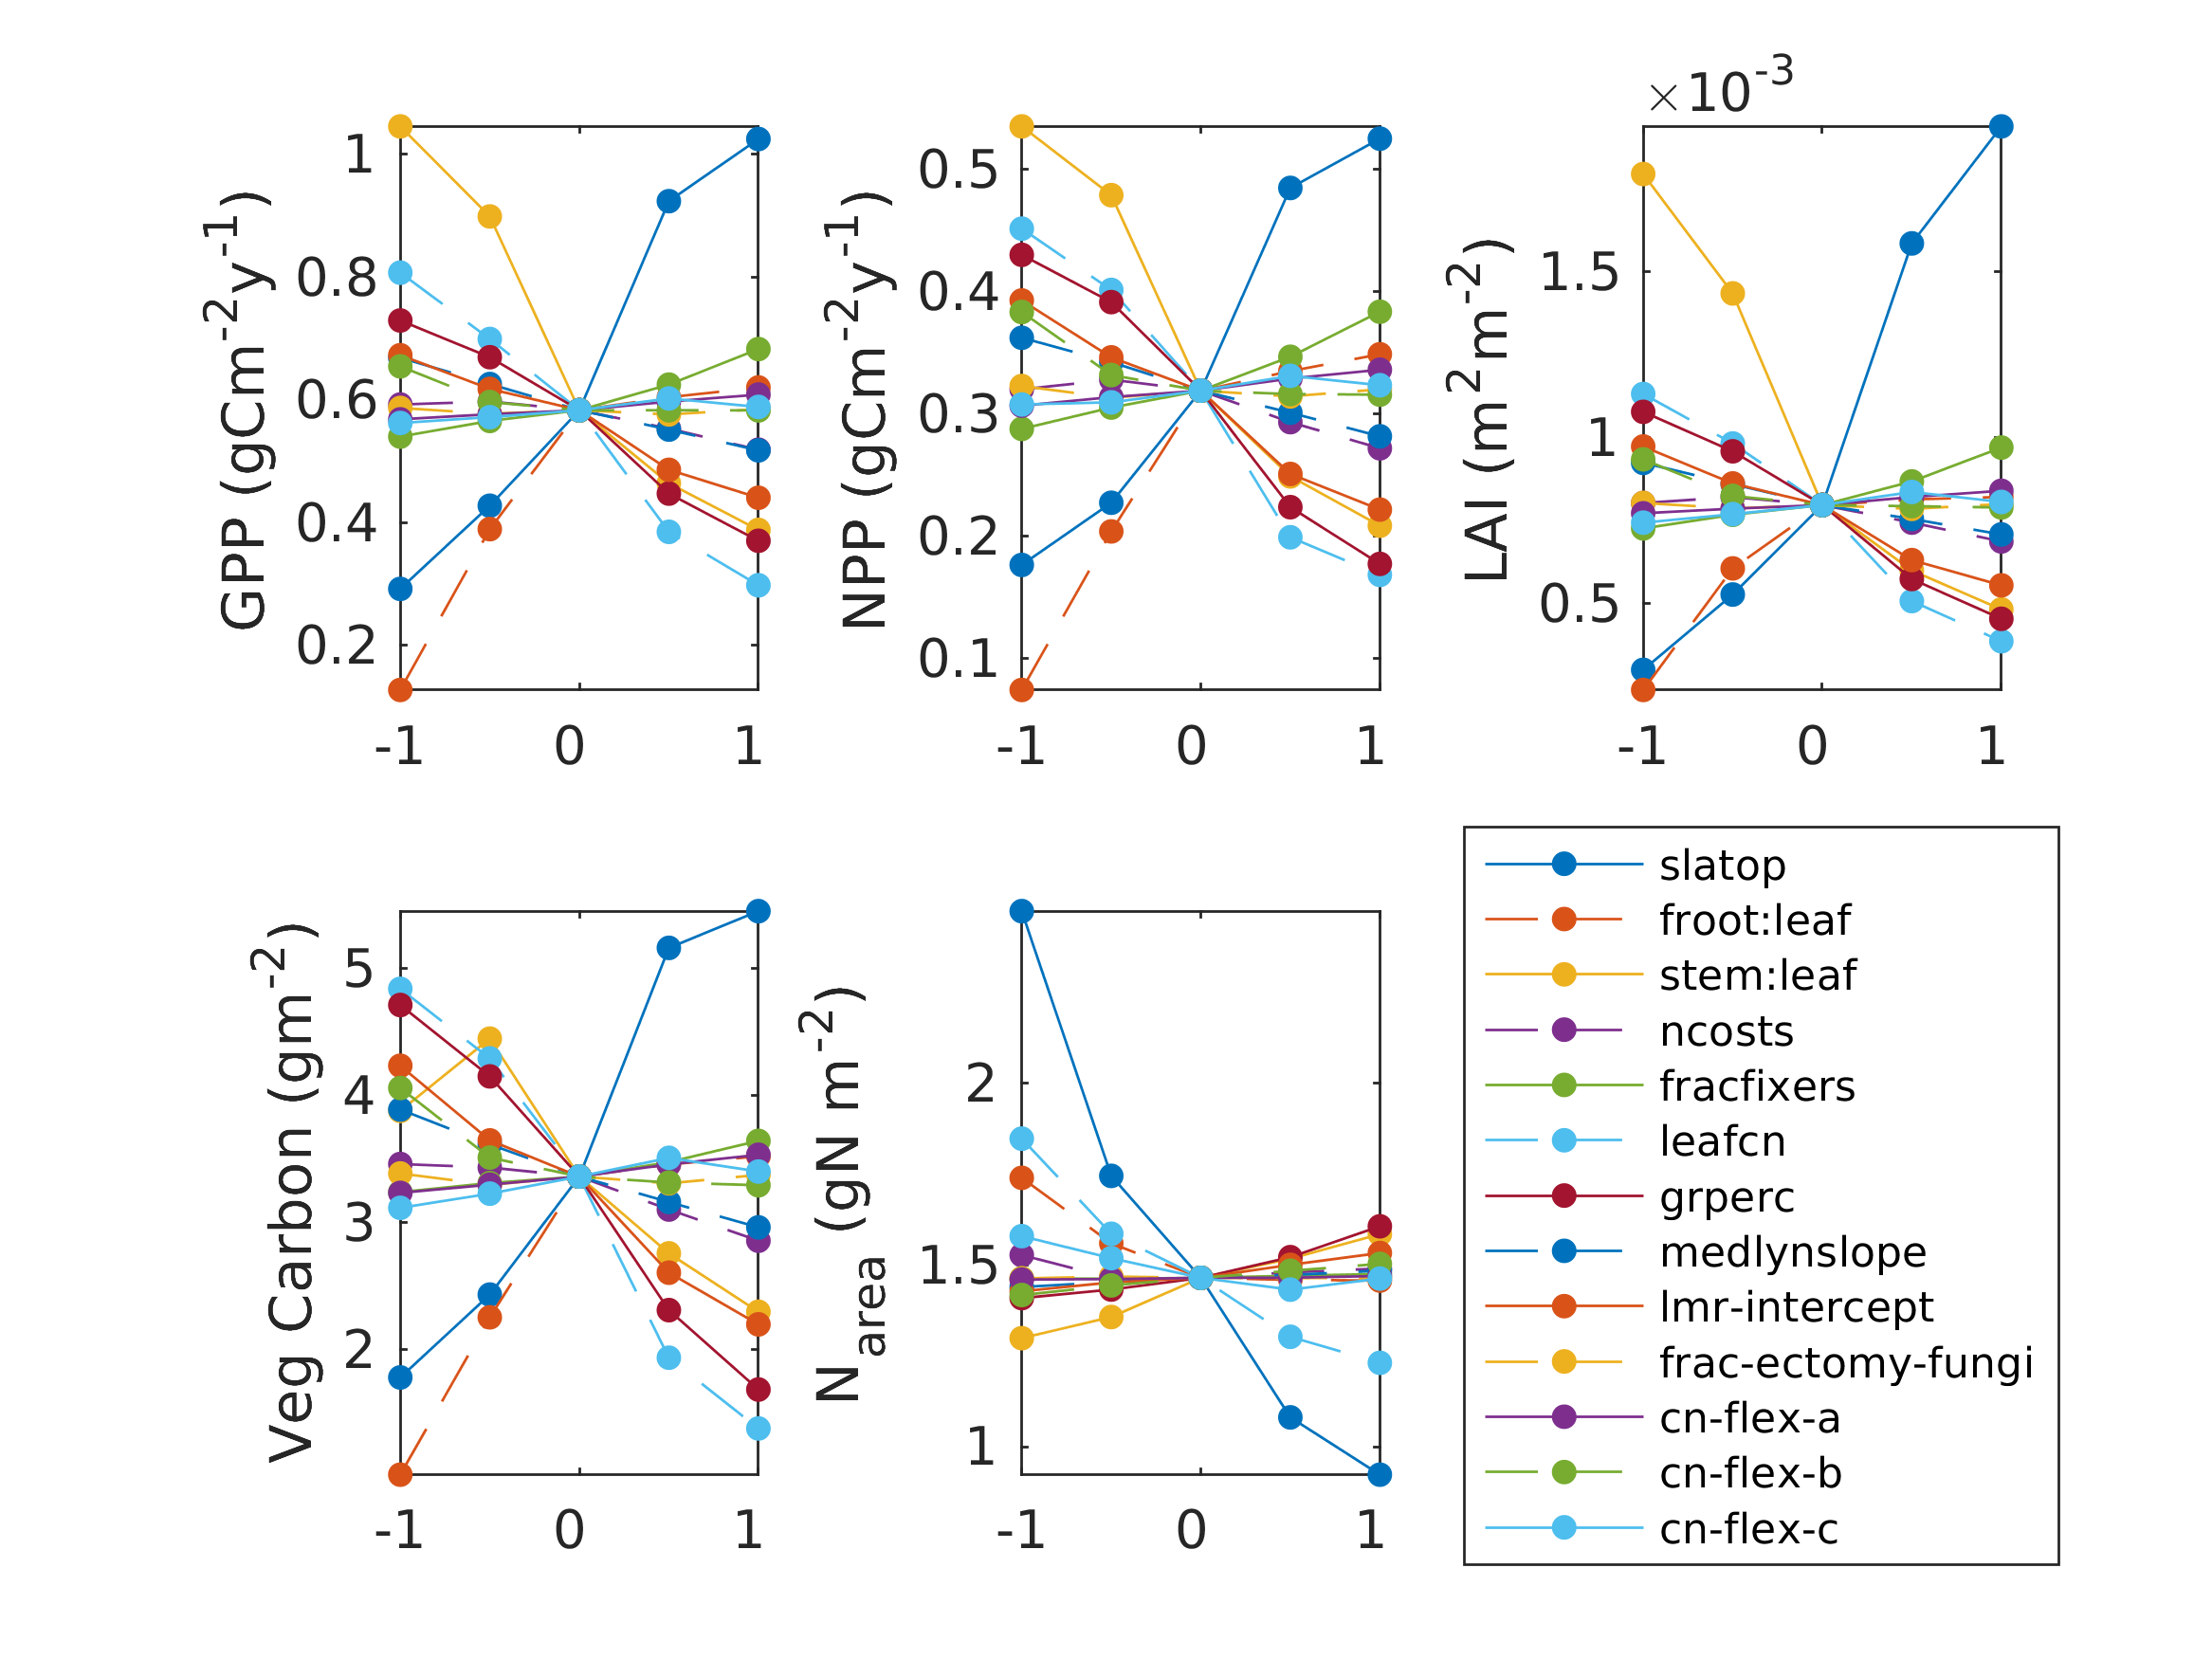 ×10-3
1
0.8
0.6
0.4
0.2
GPP (gCm-2y-1)
-1 0 1
0.5
0.4
0.3
0.2
0.1
NPP (gCm-2y-1)
-1 0 1
1.5
1
0.5
LAI (m2m-2)
-1 0 1
5
4
3
2
Veg Carbon (gm-2)
-1 0 1
2
1.5
1
Narea (gN m-2)
-1 0 1
slatop
froot:leaf
stem:leaf
ncosts
fracfixers
leafcn
grperc
medlynslope
lmr-intercept
frac-ectomy-fungi
cn-flex-a
cn-flex-b
cn-flex-c